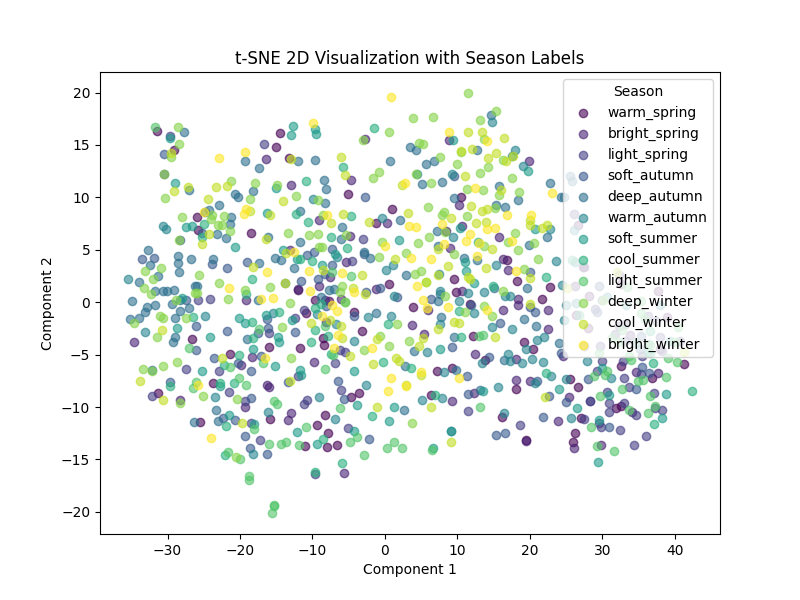 t-SNE 2D Visualization with Season Labels
Season
warm_spring
bright_spring
light_spring
soft_autumn
deep_autumn
warm_autumn
soft_summer
cool_summer
light_summer
deep_winter
cool_winter
bright_winter
Component 2
20
15
10
5
0
−5
−10
−15
−20
−30 −20 −10 0 10 20 30 40
Component 1